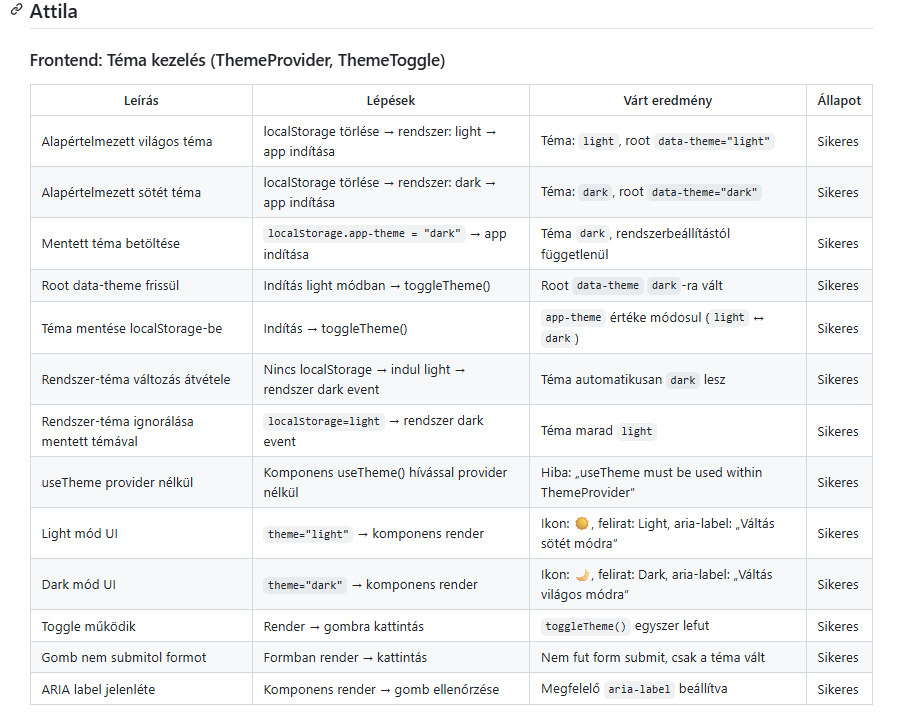 Attila
Frontend: Téma kezelés (ThemeProvider, ThemeToggle)
Leírás Lépések Várt eredmény Állapot
Alapértelmezett világos téma
localStorage törlése → rendszer: light →
app indítása
Téma: light , root data-theme="light"
Sikeres
Alapértelmezett sötét téma
localStorage törlése → rendszer: dark →
app indítása
Téma: dark , root data-theme="dark"
Sikeres
Mentett téma betöltése
localStorage.app-theme = "dark" → app
indítása
Téma dark , rendszerbeállítástól
függetlenül
Sikeres
Root data-theme frissül
Indítás light módban → toggleTheme()
Root data-theme dark -ra vált
Sikeres
Téma mentése localStorage-be
Indítás → toggleTheme()
app-theme értéke módosul ( light ↔
dark )
Sikeres
Rendszer-téma változás átvétele
Nincs localStorage → indul light →
rendszer dark event
Téma automatikusan dark lesz
Sikeres
Rendszer-téma ignorálása
mentett témával
localStorage=light → rendszer dark
event
Téma marad light
Sikeres
useTheme provider nélkül
Komponens useTheme() hívással provider
nélkül
Hiba: „useTheme must be used within
ThemeProvider”
Sikeres
Light mód UI
theme="light" → komponens render
Ikon: 🌞, felirat: Light, aria-label: „Váltás
sötét módra”
Sikeres
Dark mód UI
theme="dark" → komponens render
Ikon: 🌙, felirat: Dark, aria-label: „Váltás
világos módra”
Sikeres
Toggle működik
Render → gombra kattintás
toggleTheme() egyszer lefut
Sikeres
Gomb nem submitol formot
Formban render → kattintás
Nem fut form submit, csak a téma vált
Sikeres
ARIA label jelenléte
Komponens render → gomb ellenőrzése
Megfelelő aria-label beállítva
Sikeres